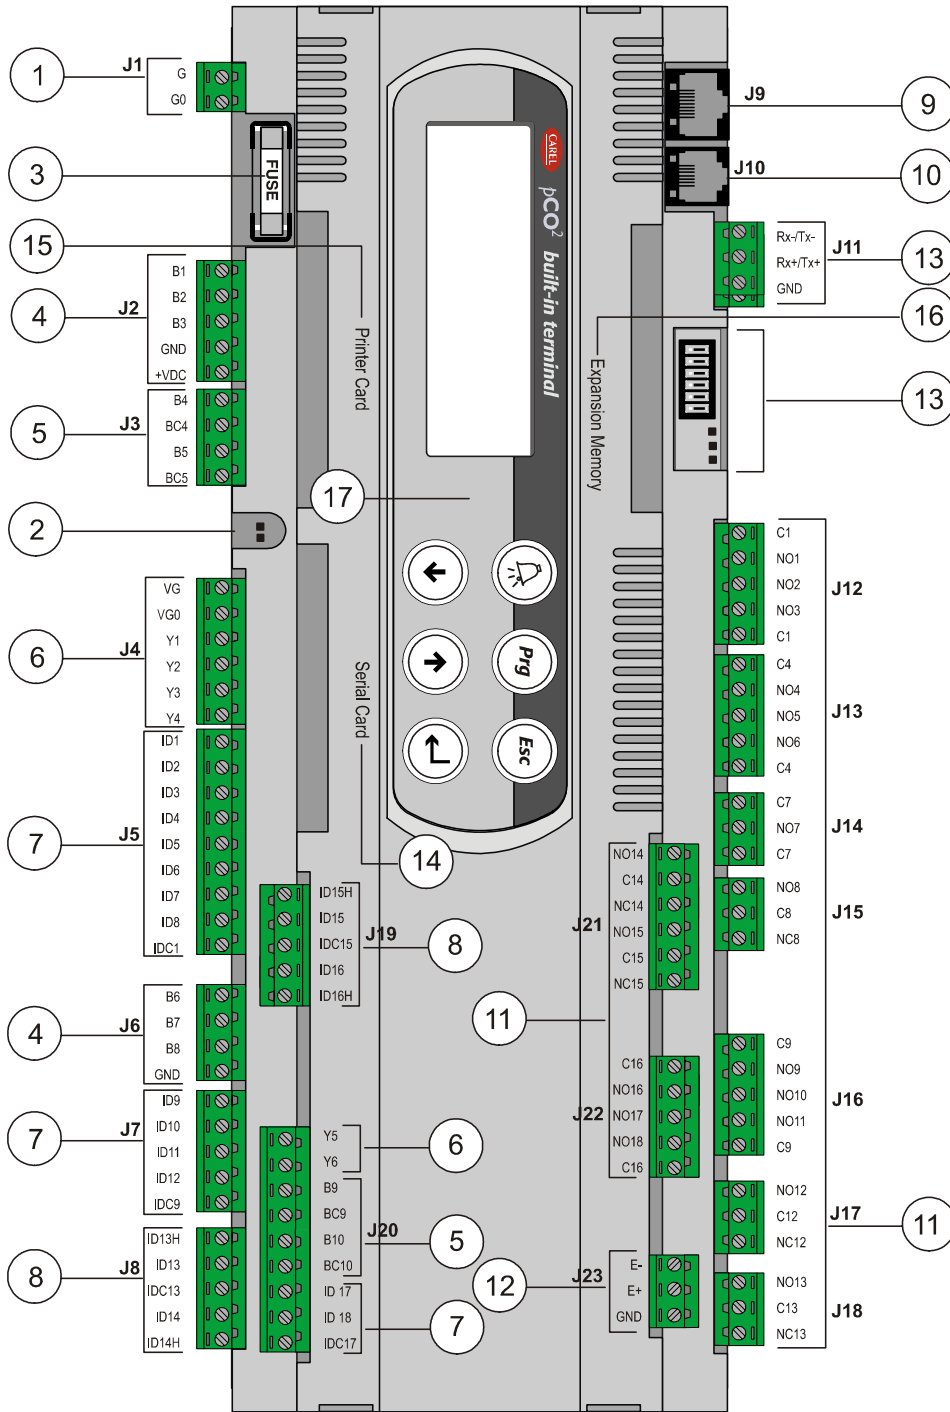 1
J1
G
G0
3
FUSE
15
4
J2
B1
B2
B3
GND
+VDC
5
J3
B4
BC4
B5
BC5
2
6
J4
VG
VG0
Y1
Y2
Y3
Y4
7
J5
ID1
ID2
ID3
ID4
ID5
ID6
ID7
ID8
IDC1
4
J6
B6
B7
B8
GND
7
J7
ID9
ID10
ID11
ID12
IDC9
8
J8
ID13H
ID13
IDC13
ID14
ID14H
Printer Card
Serial Card
17
14
CAREL
pCO2 built-in terminal
Prg
Esc
Expansion Memory
ID15H
ID15
IDC15
ID16
ID16H
J19
8
Y5
Y6
6
B9
BC9
B10
BC10
J20
5
ID 17
ID 18
IDC17
7
NO14
C14
NC14
NO15
C15
NC15
J21
11
C16
NO16
NO17
NO18
C16
J22
12
J23
E-
E+
GND
J9
9
J10
10
Rx-/Tx-
Rx+/Tx+
GND
J11
13
16
13
C1
NO1
NO2
NO3
C1
J12
C4
NO4
NO5
NO6
C4
J13
C7
NO7
C7
J14
NO8
C8
NC8
J15
C9
NO9
NO10
NO11
C9
J16
NO12
C12
NC12
J17
11
NO13
C13
NC13
J18